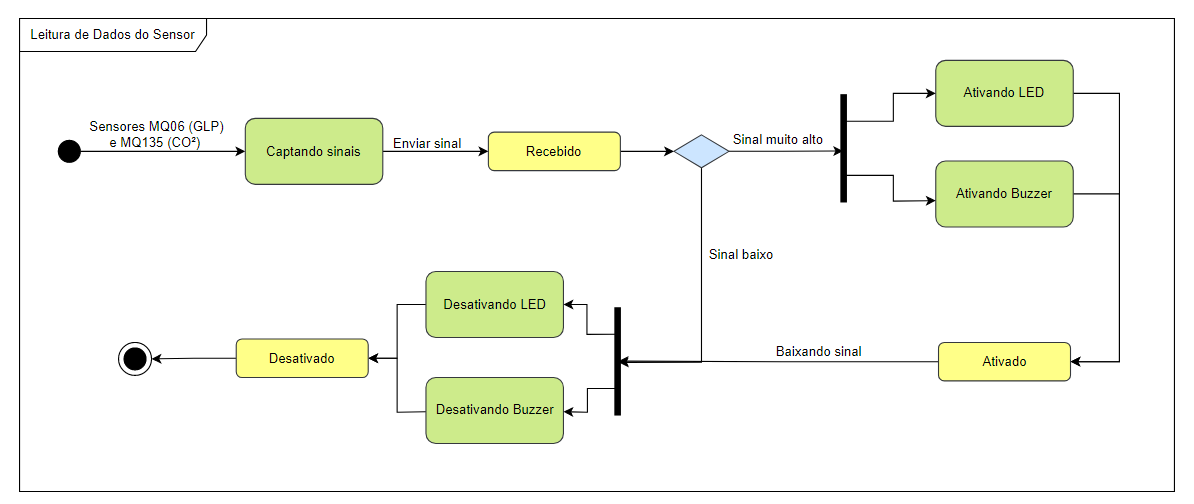 Leitura de Dados do Sensor
Sensores MQ06 (GLP)
e MQ135 (CO²)
Captando sinais
Enviar sinal
Recebido
Sinal muito alto
Ativando LED
Ativando Buzzer
Sinal baixo
Desativando LED
Desativado
Baixando sinal
Ativado
Desativando Buzzer